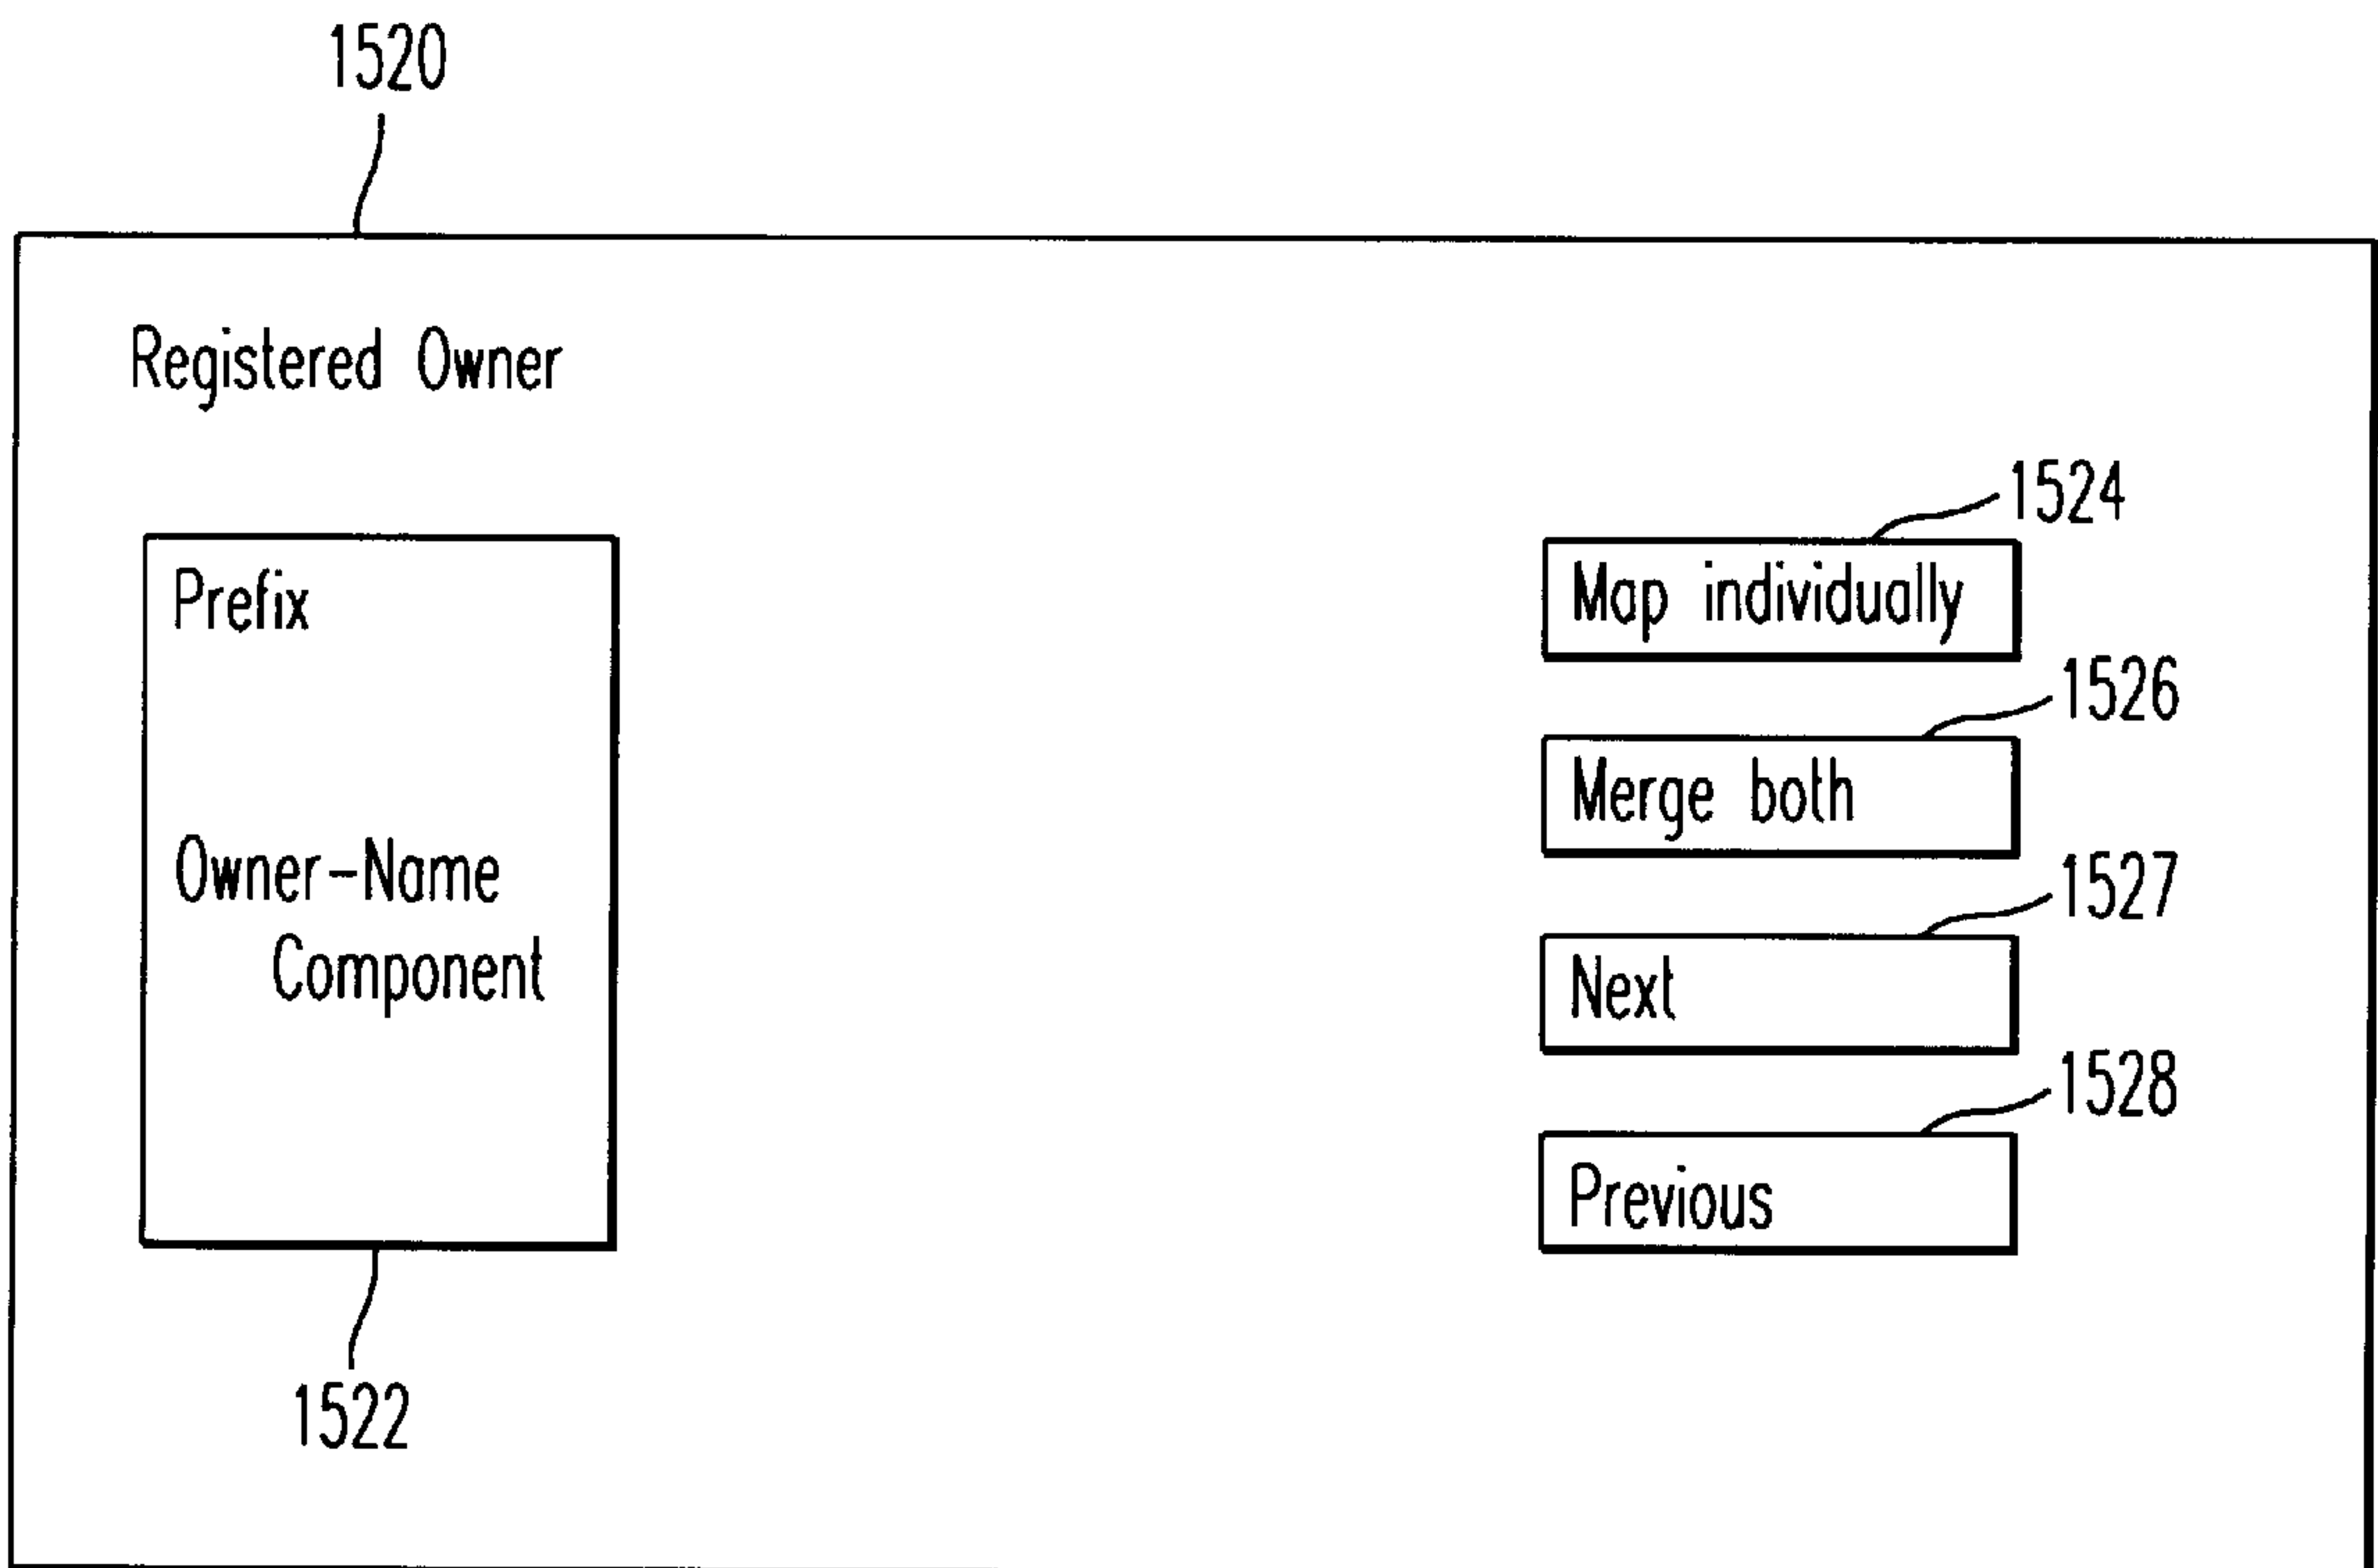 1520
Registered Owner
1524
Prefix
Map individually
1526
Merge both
Owner-Name
Component
1527
Next
1528
Previous
1522